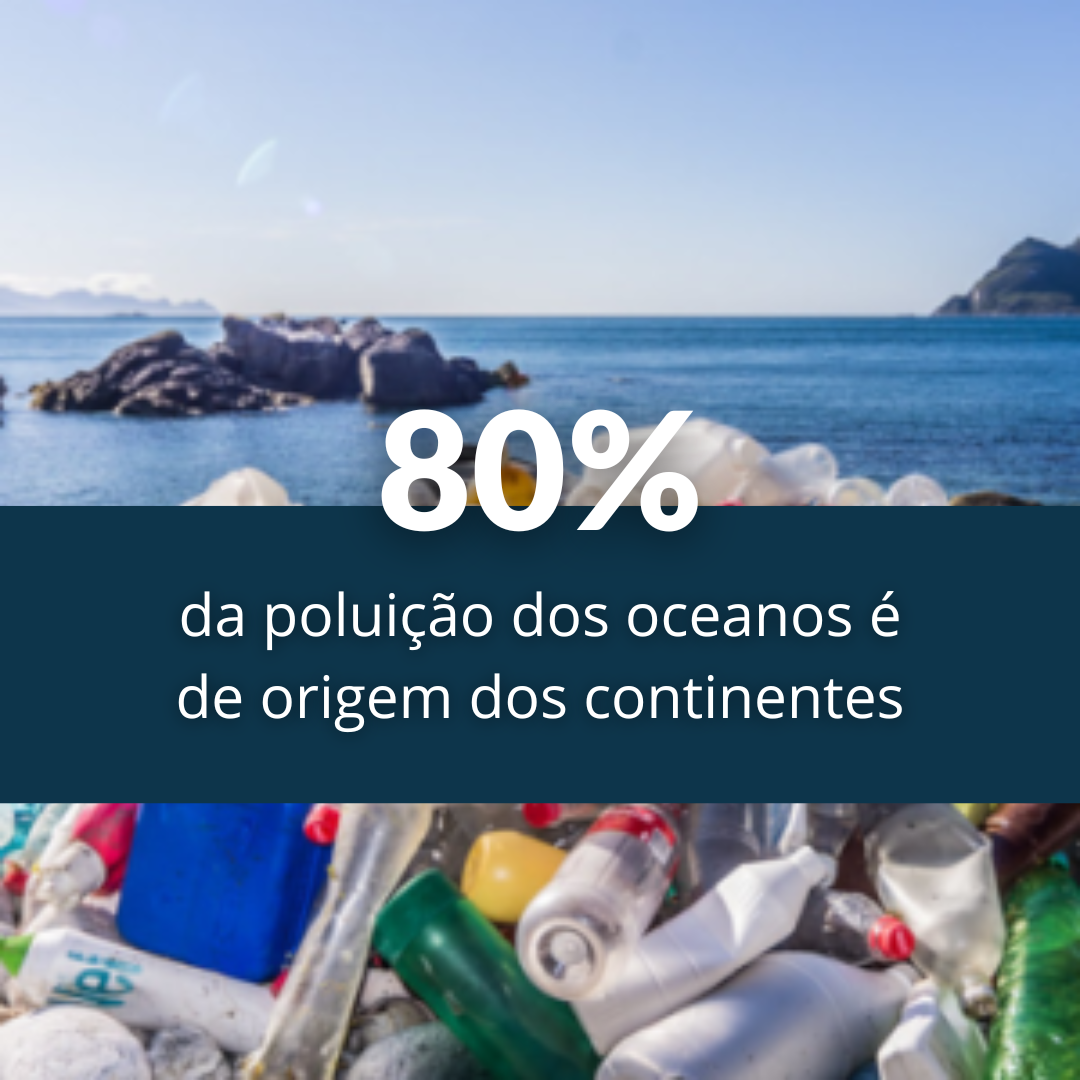 80%
da poluição dos oceanos é
de origem dos continentes